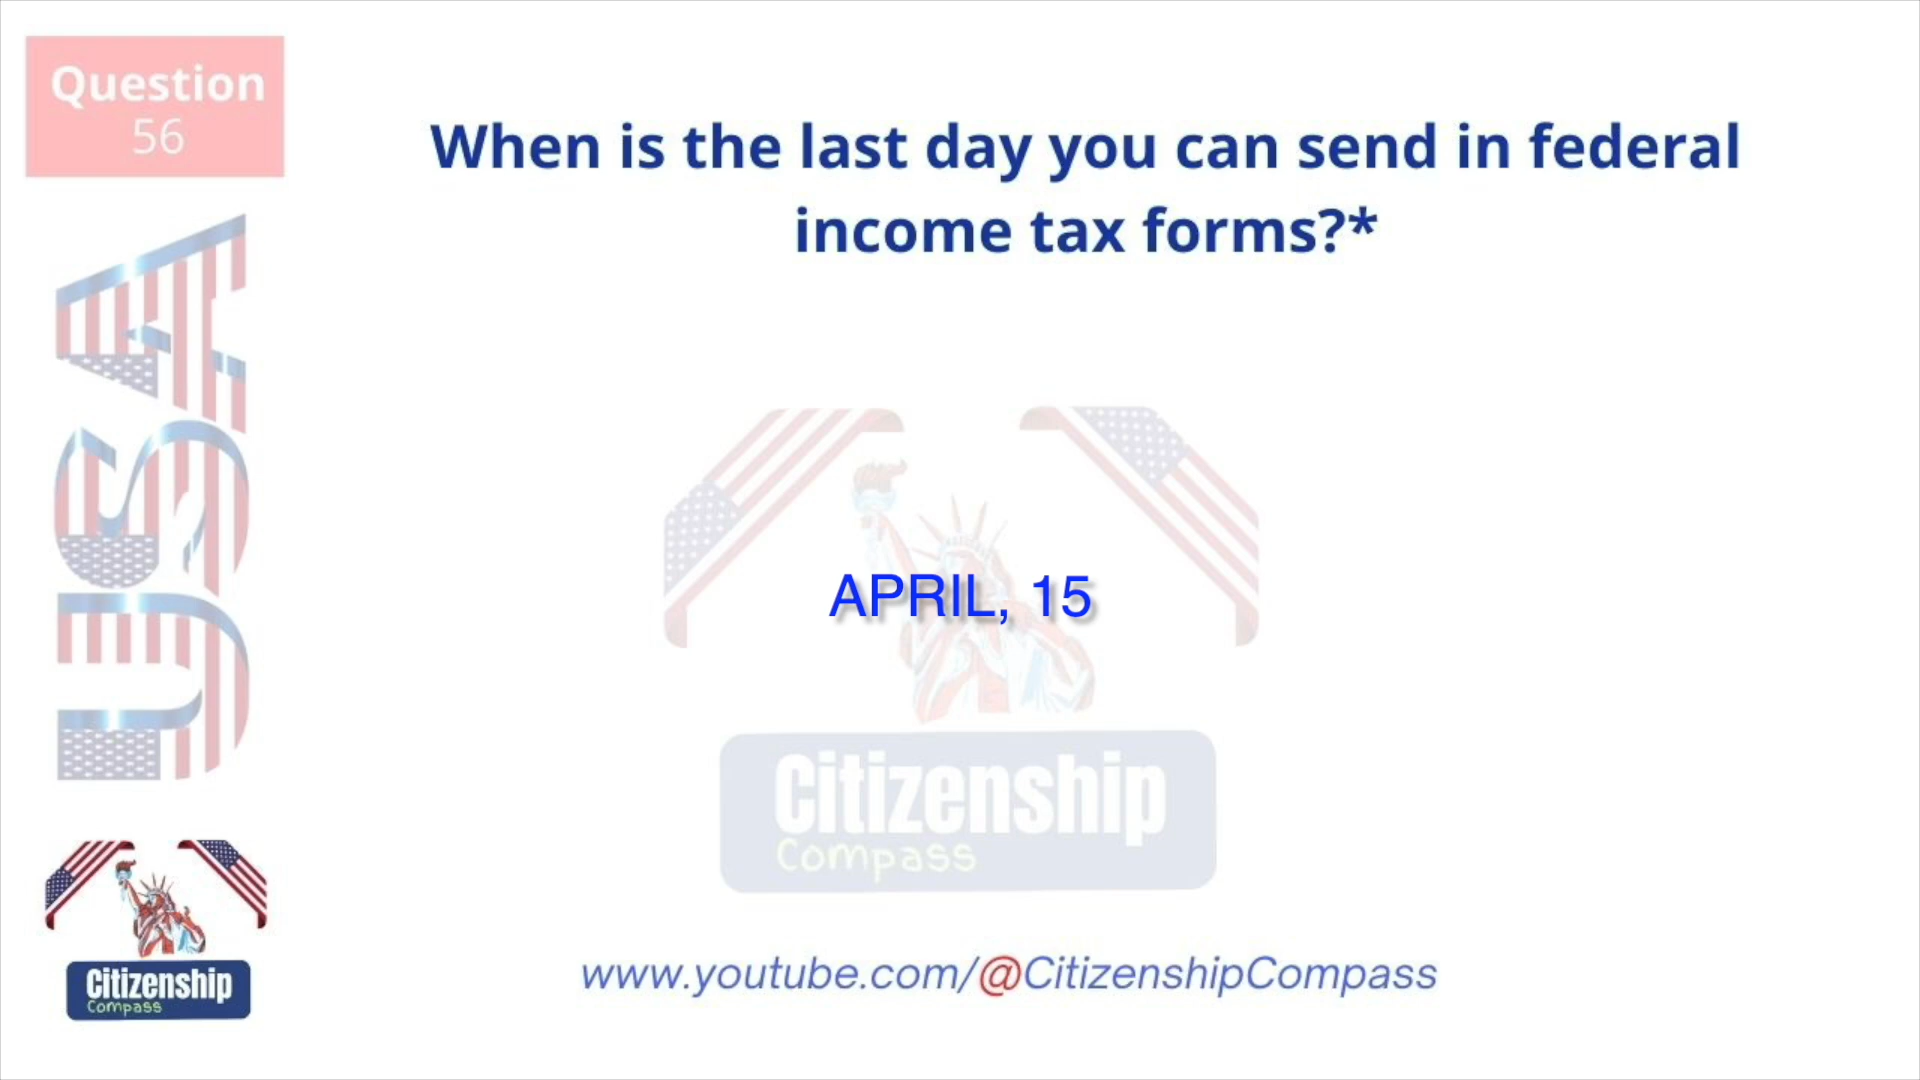 Question
56
When is the last day you can send in federal
income tax forms?*
USA
APRIL, 15
Citizenship
Compass
Citizenship
Compass
www.youtube.com/@CitizenshipCompass